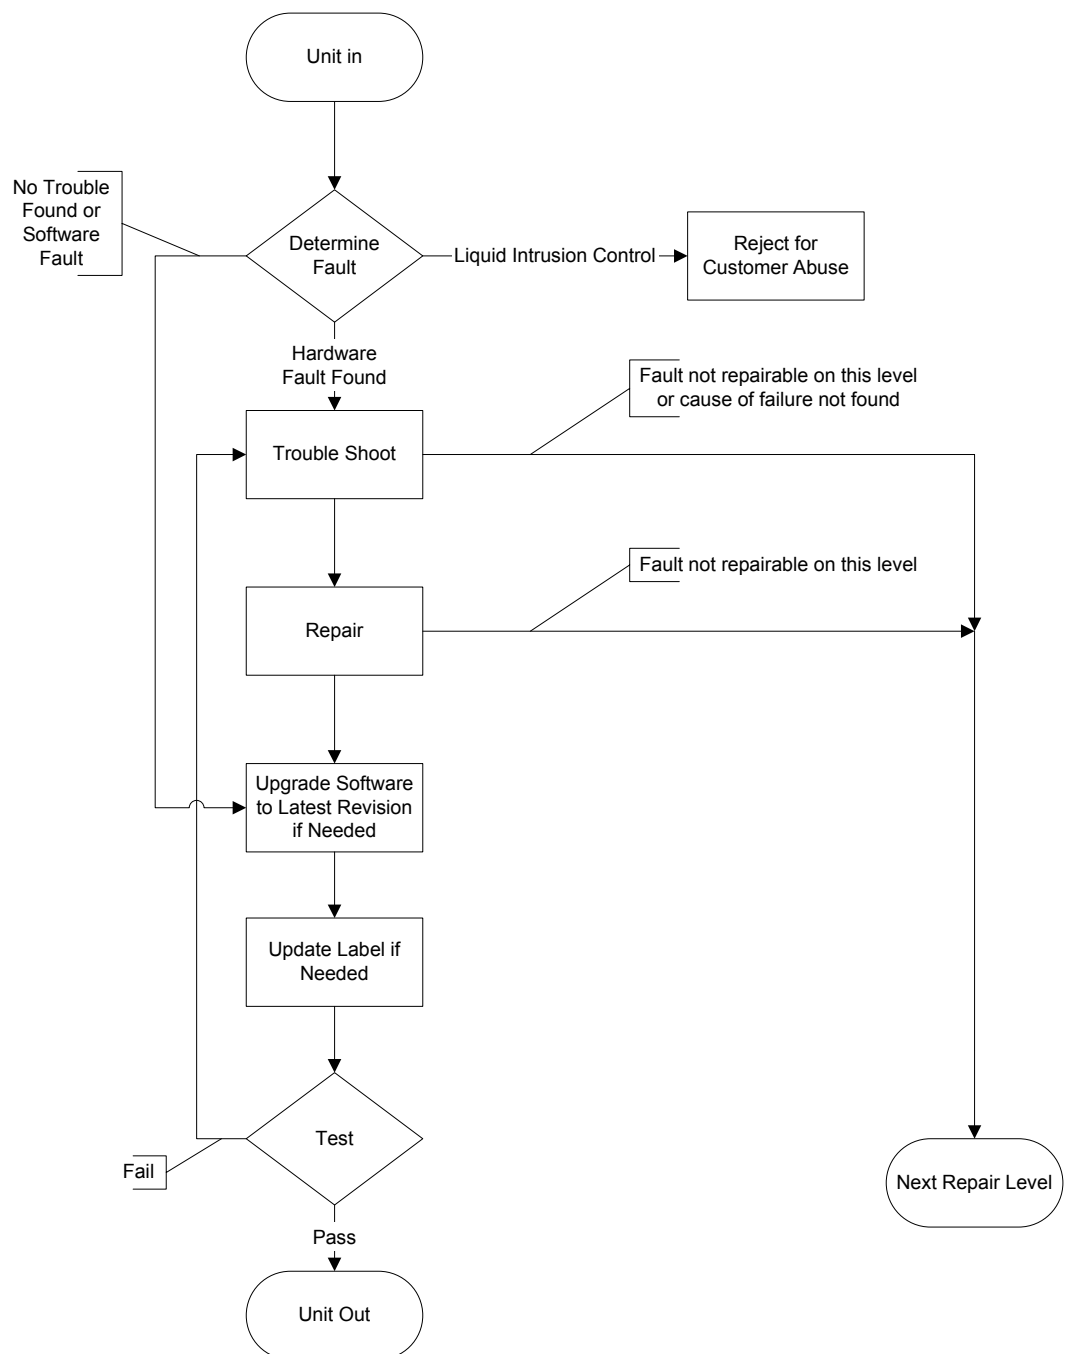 Unit in
No Trouble
Found or
Software
Fault
Determine
Fault
Liquid Intrusion Control
Reject for
Customer Abuse
Hardware
Fault Found
Fault not repairable on this level
or cause of failure not found
Trouble Shoot
Fault not repairable on this level
Repair
Upgrade Software
to Latest Revision
if Needed
Update Label if
Needed
Test
Fail
Next Repair Level
Pass
Unit Out